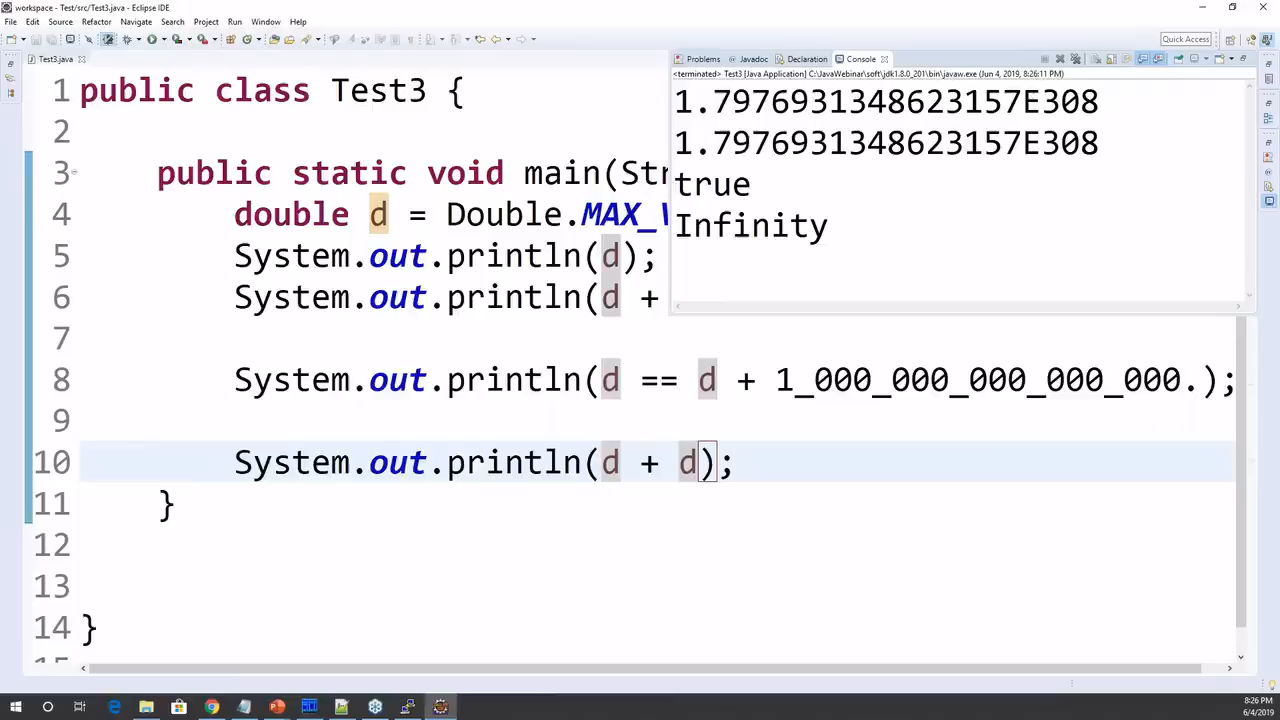 workspace - Test/src/Test3.java - Eclipse IDE
File Edit Source Refactor Navigate Search Project Run Window Help
Quick Access
Test3.java
Problems Javadoc Declaration Console
<terminated> Test3 [Java Application] C:\JavaWebinar\soft\jdk1.8.0_201\bin\javaw.exe (Jun 4, 2019, 8:26:11 PM)
1.7976931348623157E308
1.7976931348623157E308
true
Infinity
1 public class Test3 {
2
3 public static void main(Str
4 double d = Double.MAX_V
5 System.out.println(d);
6 System.out.println(d +
7
8 System.out.println(d == d + 1_000_000_000_000_000.);
9
10 System.out.println(d + d);
11 }
12
13
14 }
15
8:26 PM
6/4/2019